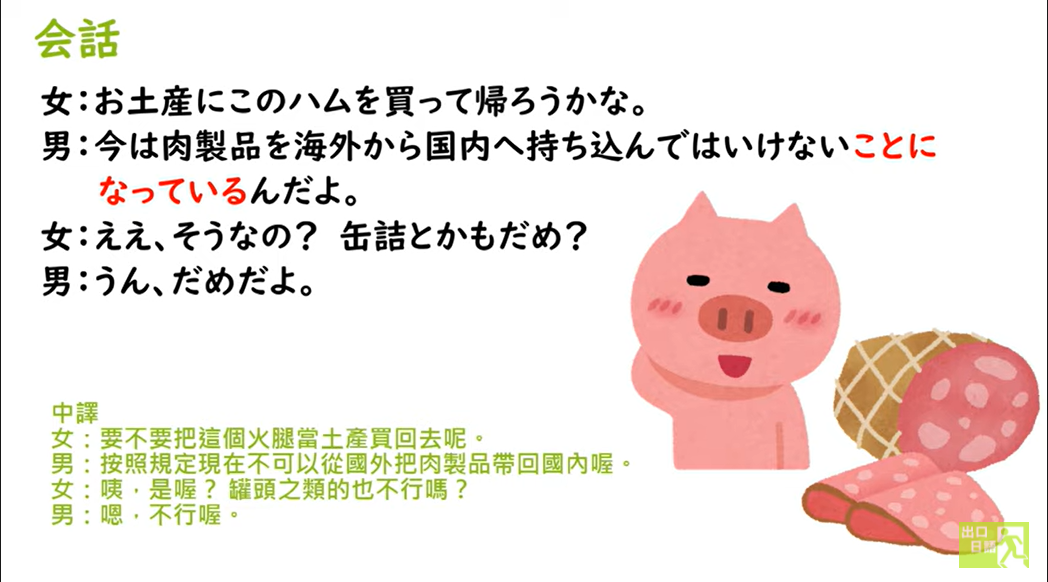 会話
女：お土産にこのハムを買って帰ろうかな。
男：今は肉製品を海外から国内へ持ち込んではいけないことに
なっているんだよ。
女：ええ、そうなの？ 缶詰とかもだめ？
男：うん、だめだよ。
中譯
女：要不要把這個火腿當土產買回去呢。
男：按照規定現在不可以從國外把肉製品帶回國內喔。
女：咦，是喔？ 罐頭之類的也不行嗎？
男：嗯，不行喔。
出口